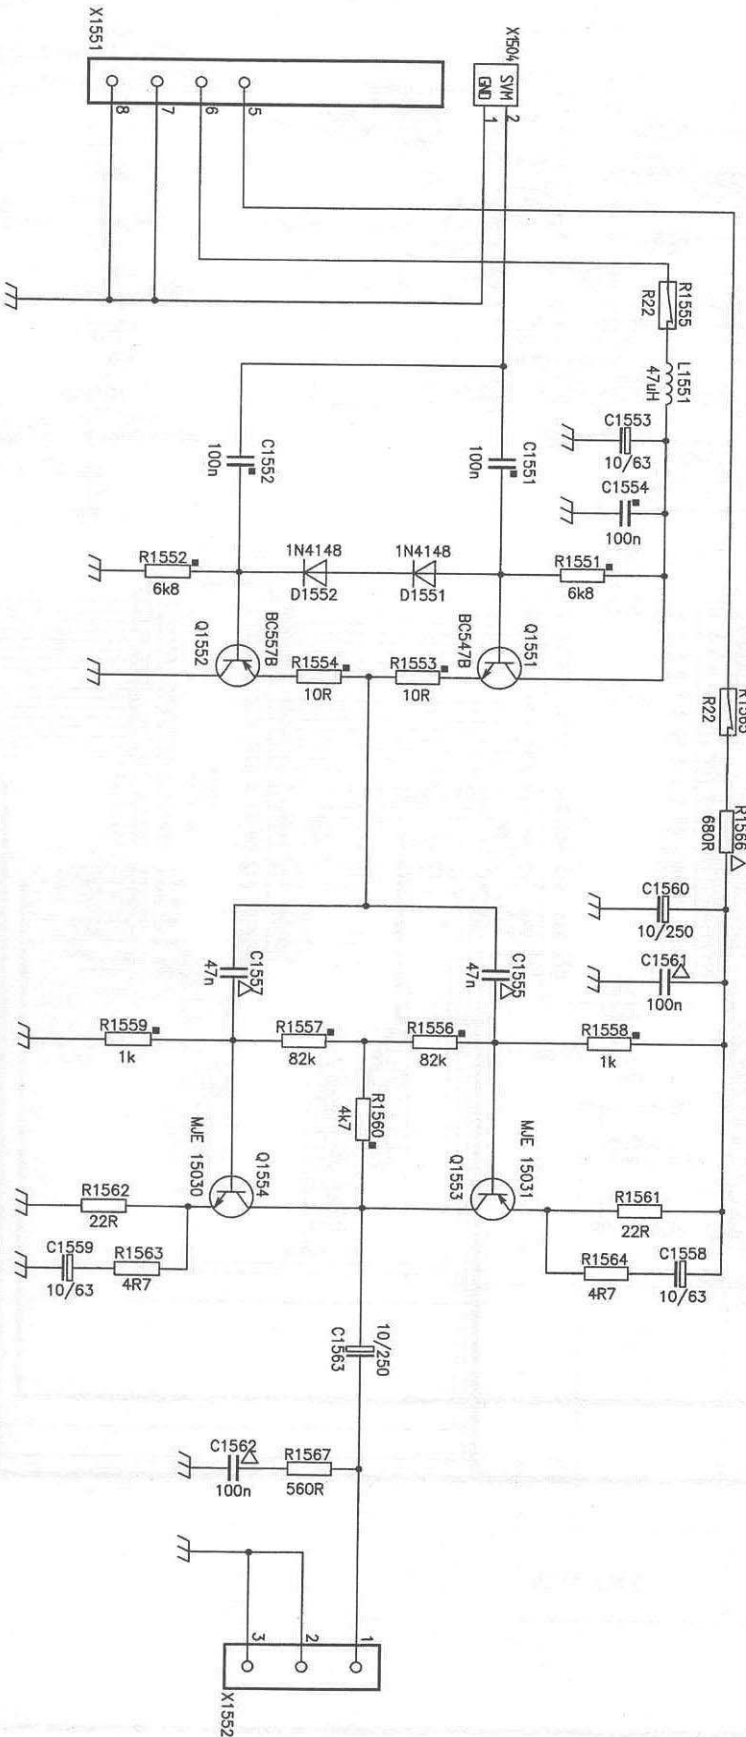 X1551
8
7
6
5
X1504
GND
SVM
1
2
R1555
R22
L1551
47uH
C1553
10/63
C1554
100n
C1552
100n
C1551
100n
R1552
6k8
1N4148
D1552
1N4148
D1551
R1551
6k8
Q1552
BC557B
R1554
10R
R1553
10R
BC547B
Q1551
R1565
R22
R1566
680R
C1560
10/250
C1561
100n
C1557
47n
C1555
47n
R1559
1k
R1557
82k
R1556
82k
R1558
1k
R1560
4k7
MJE 15030
Q1554
Q1553
MJE 15031
R1562
22R
R1561
22R
C1559
10/63
R1563
4R7
R1564
4R7
C1558
10/63
10/250
C1563
C1562
100n
R1567
560R
3
2
1
X1552